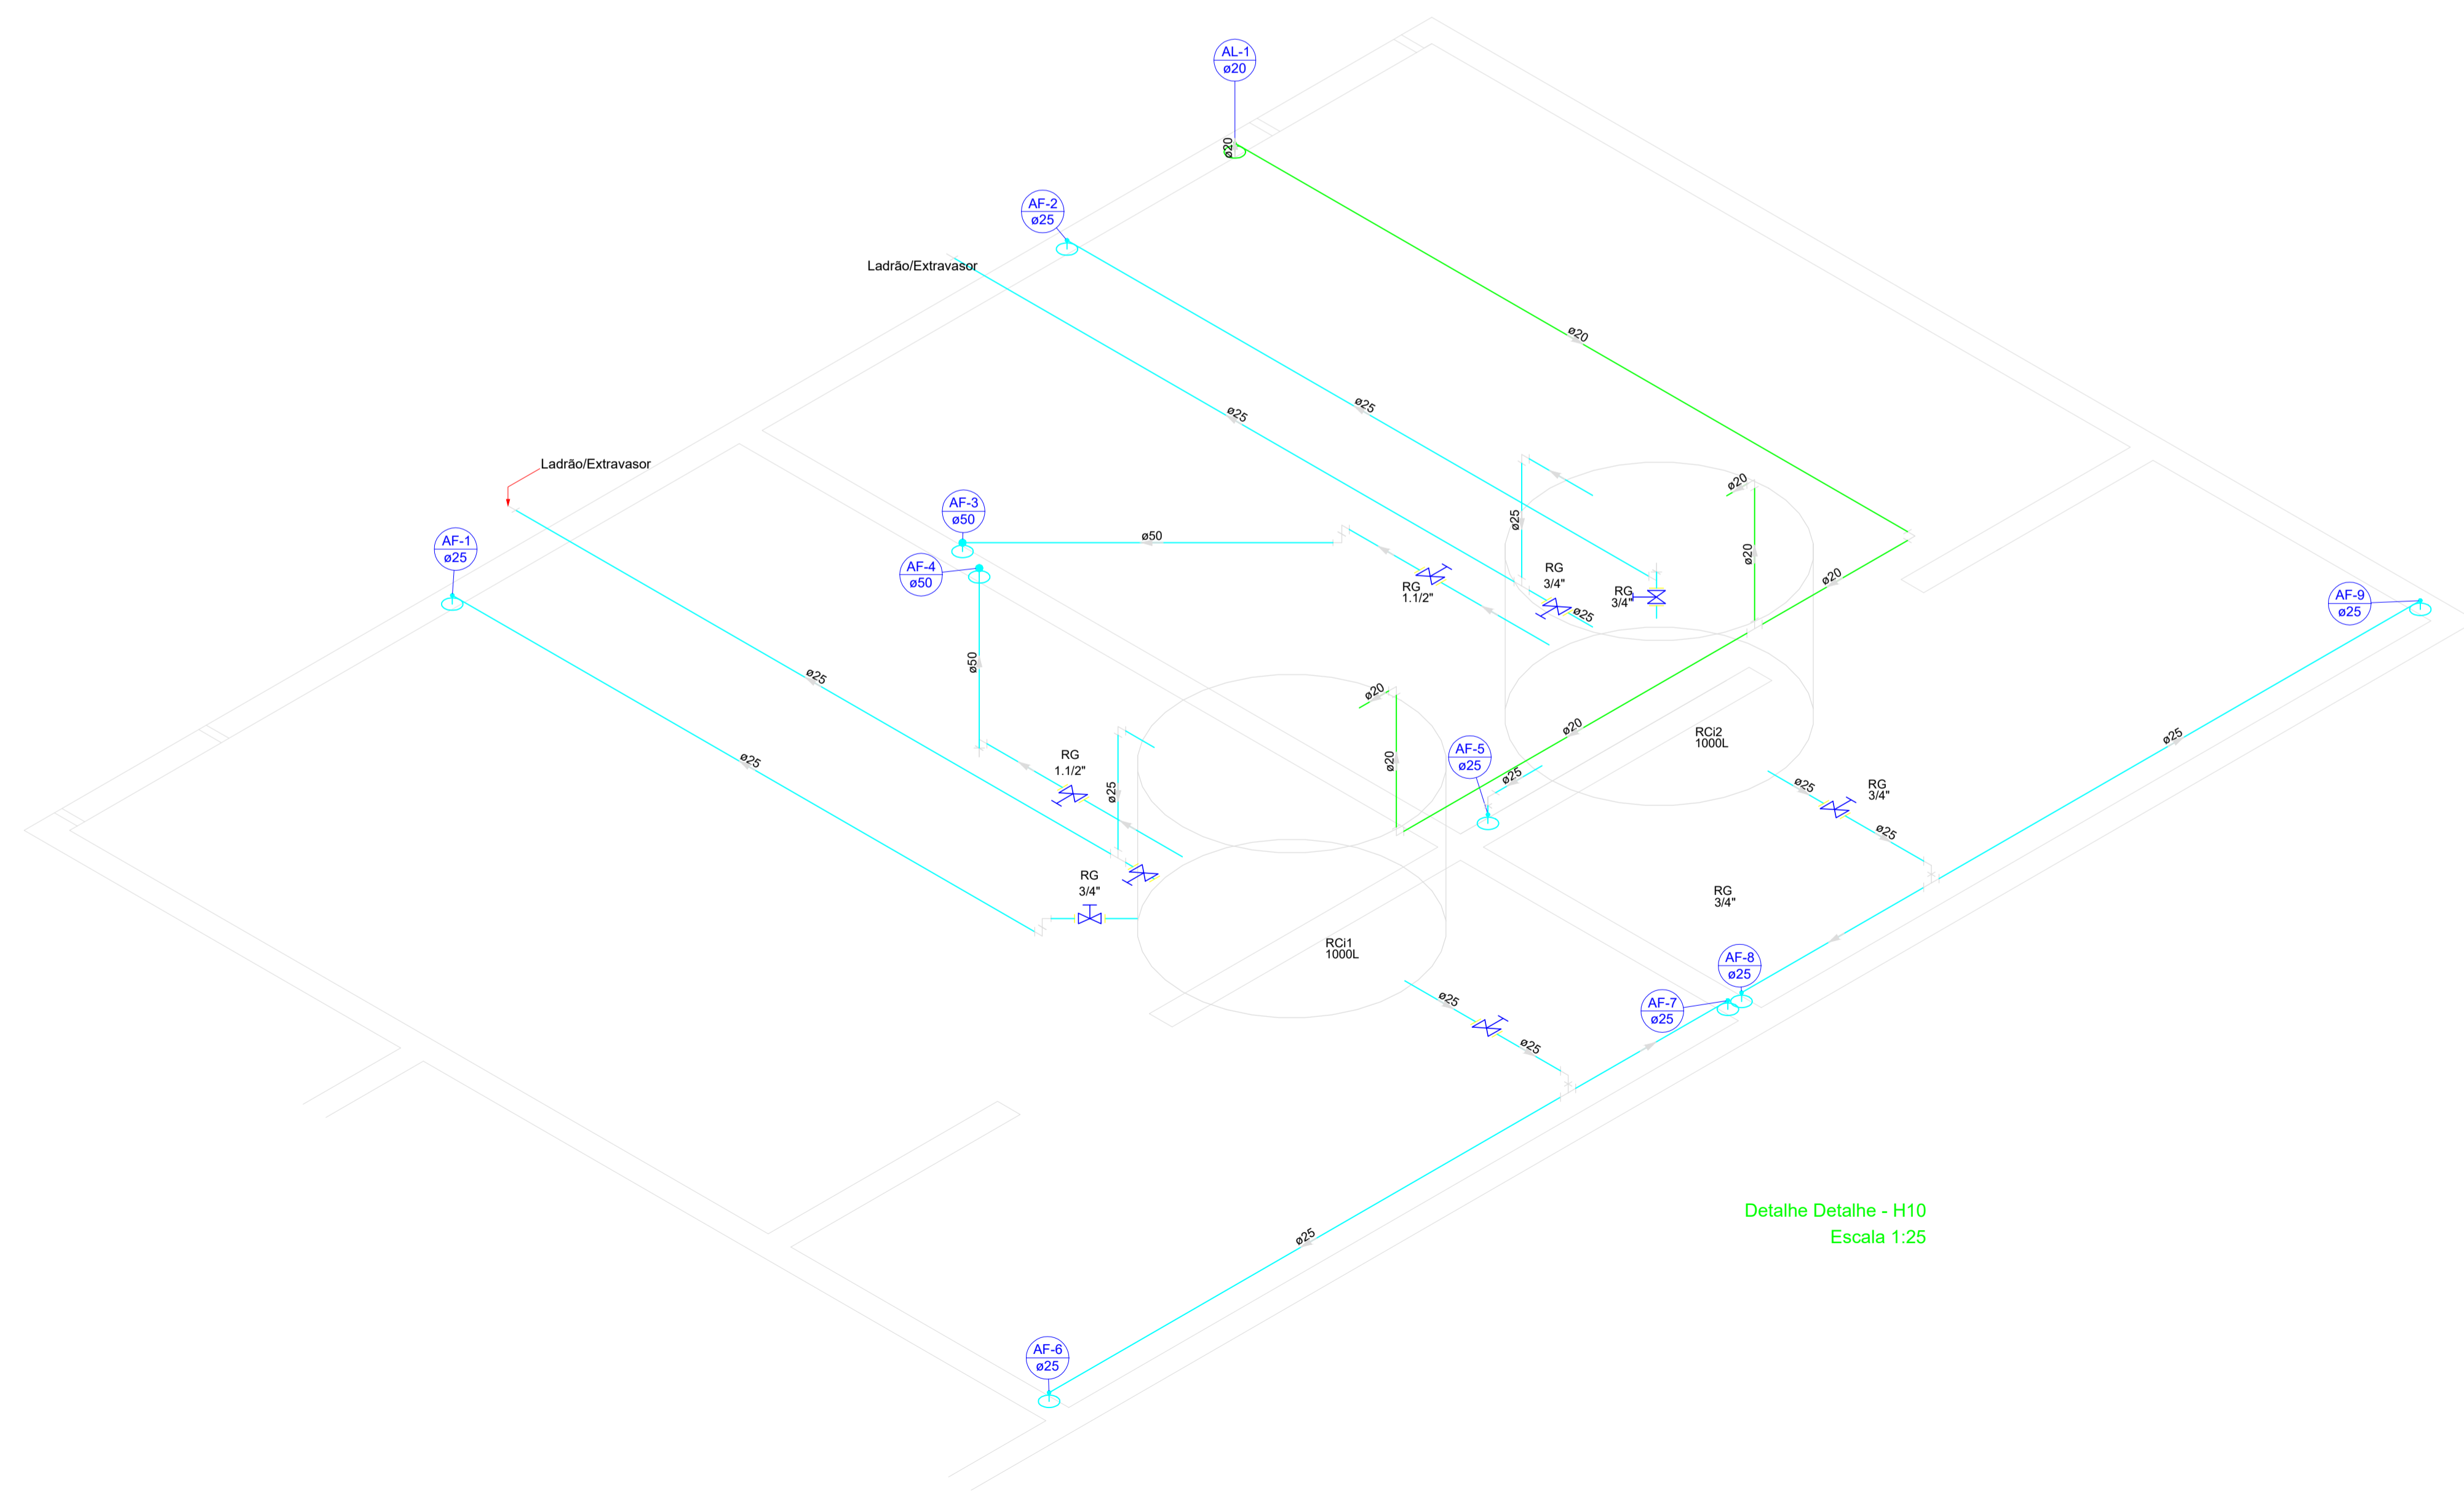 AL-1
ø20
ø20
AF-2
ø25
Ladrão/Extravasor
ø20
ø25
ø25
Ladrão/Extravasor
AF-3
ø50
ø20
AF-1
ø25
ø50
ø25
AF-4
ø50
ø20
RG
3/4"
RG
1.1/2"
RG
3/4"
ø25
ø20
AF-9
ø25
ø50
ø25
ø20
ø20
RCi2
1000L
ø25
AF-5
ø25
ø20
RG
1.1/2"
ø25
ø25
ø25
ø25
RG
3/4"
ø25
RG
3/4"
RG
3/4"
RCi1
1000L
AF-8
ø25
ø25
AF-7
ø25
ø25
Detalhe Detalhe - H10
Escala 1:25
ø25
AF-6
ø25